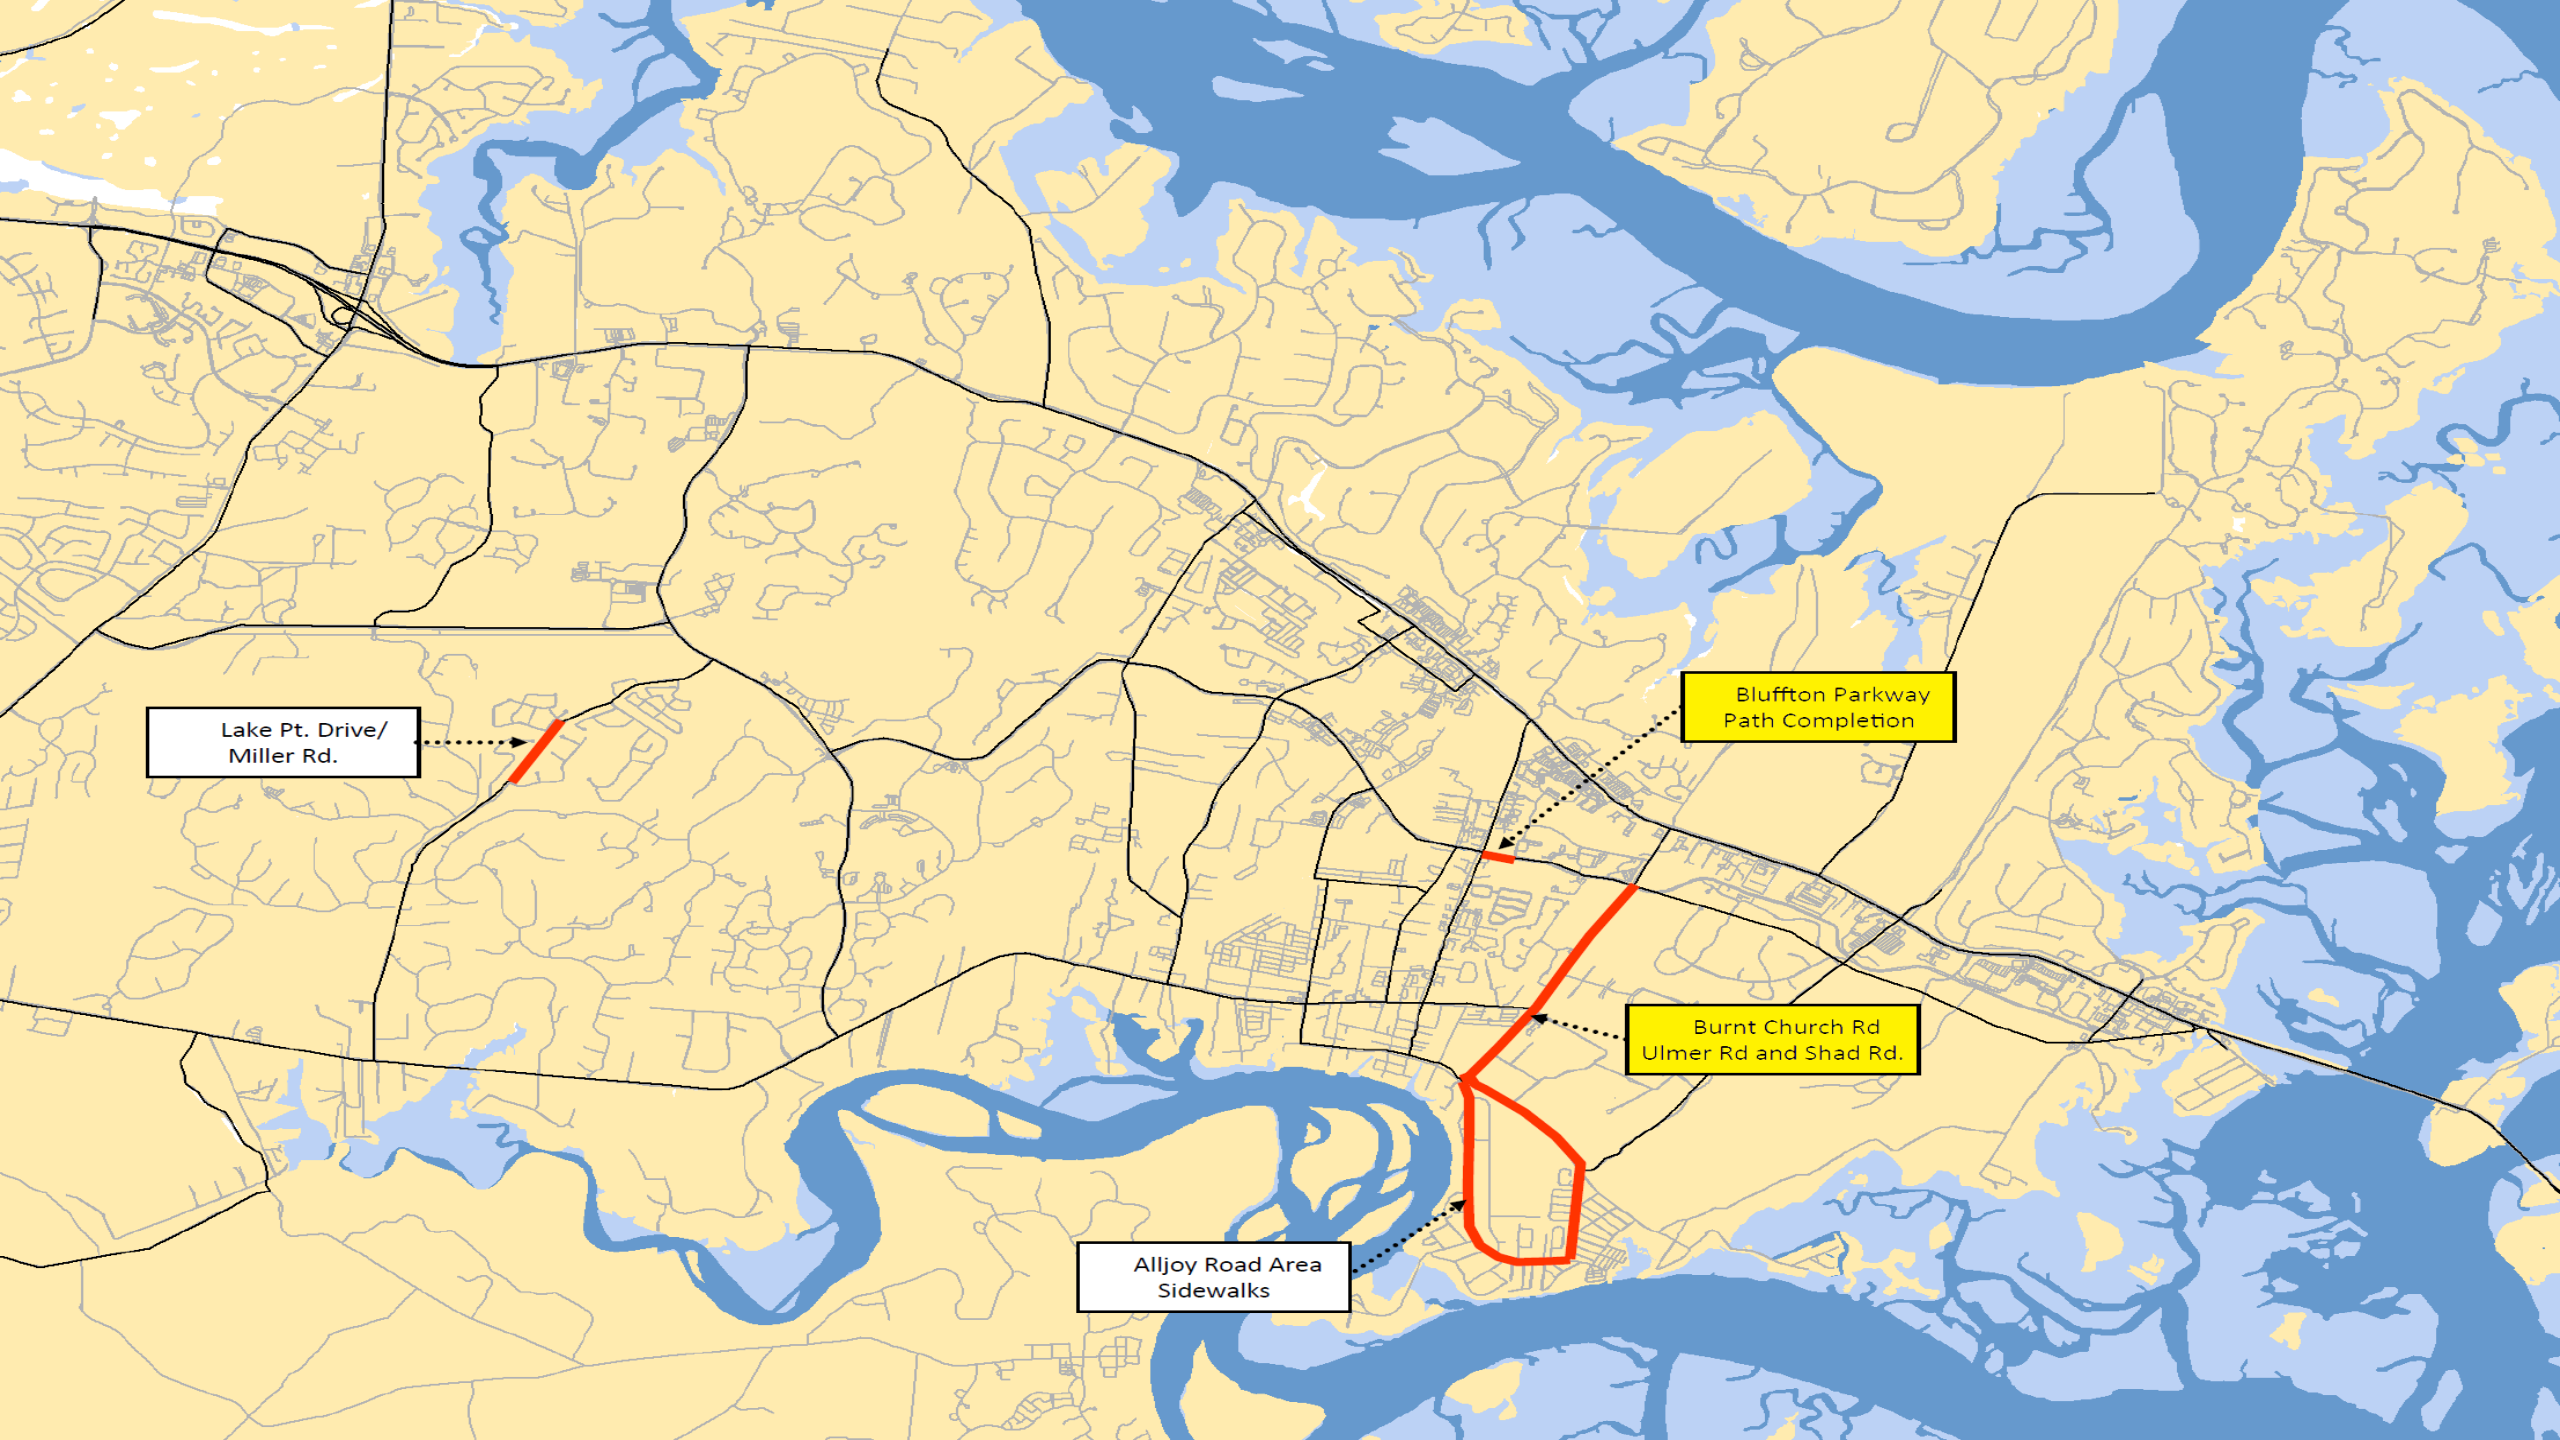 Bluffton Parkway
Path Completion
Lake Pt. Drive/
Miller Rd.
Burnt Church Rd
Ulmer Rd and Shad Rd.
Alljoy Road Area
Sidewalks